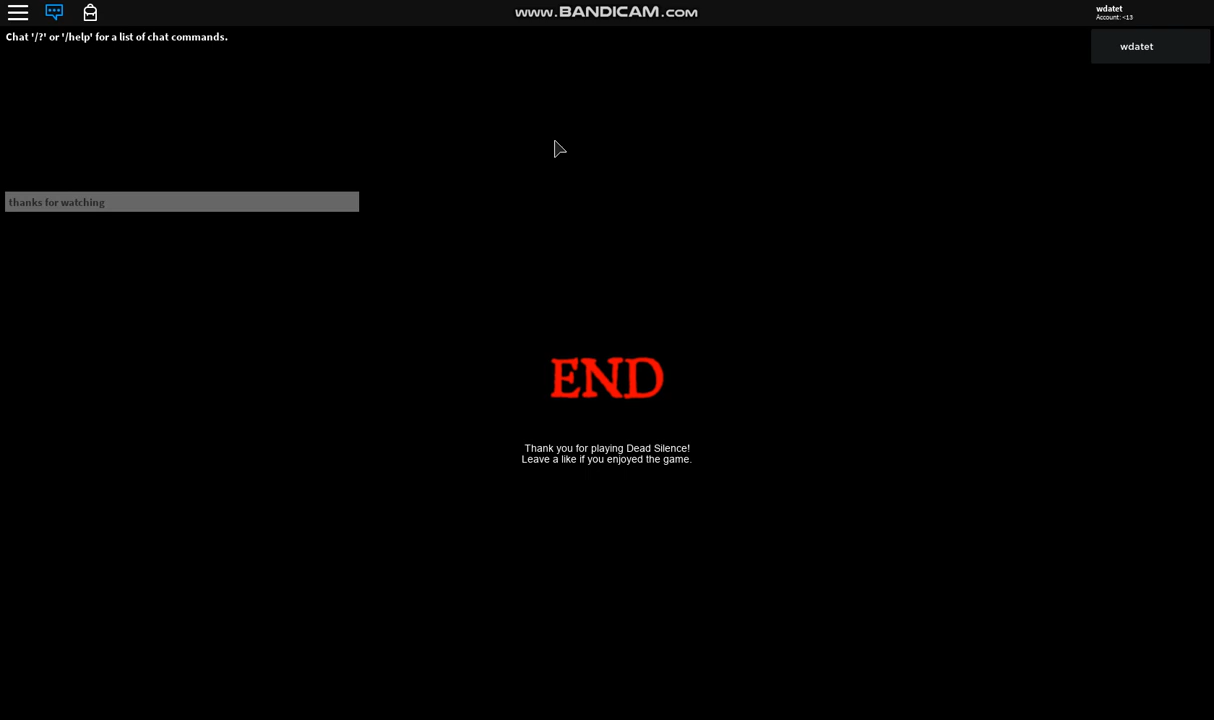 www.BANDICAM.com
wdatet
Account: <13
Chat '/?' or '/help' for a list of chat commands.
wdatet
thanks for watching
END
Thank you for playing Dead Silence!
Leave a like if you enjoyed the game.